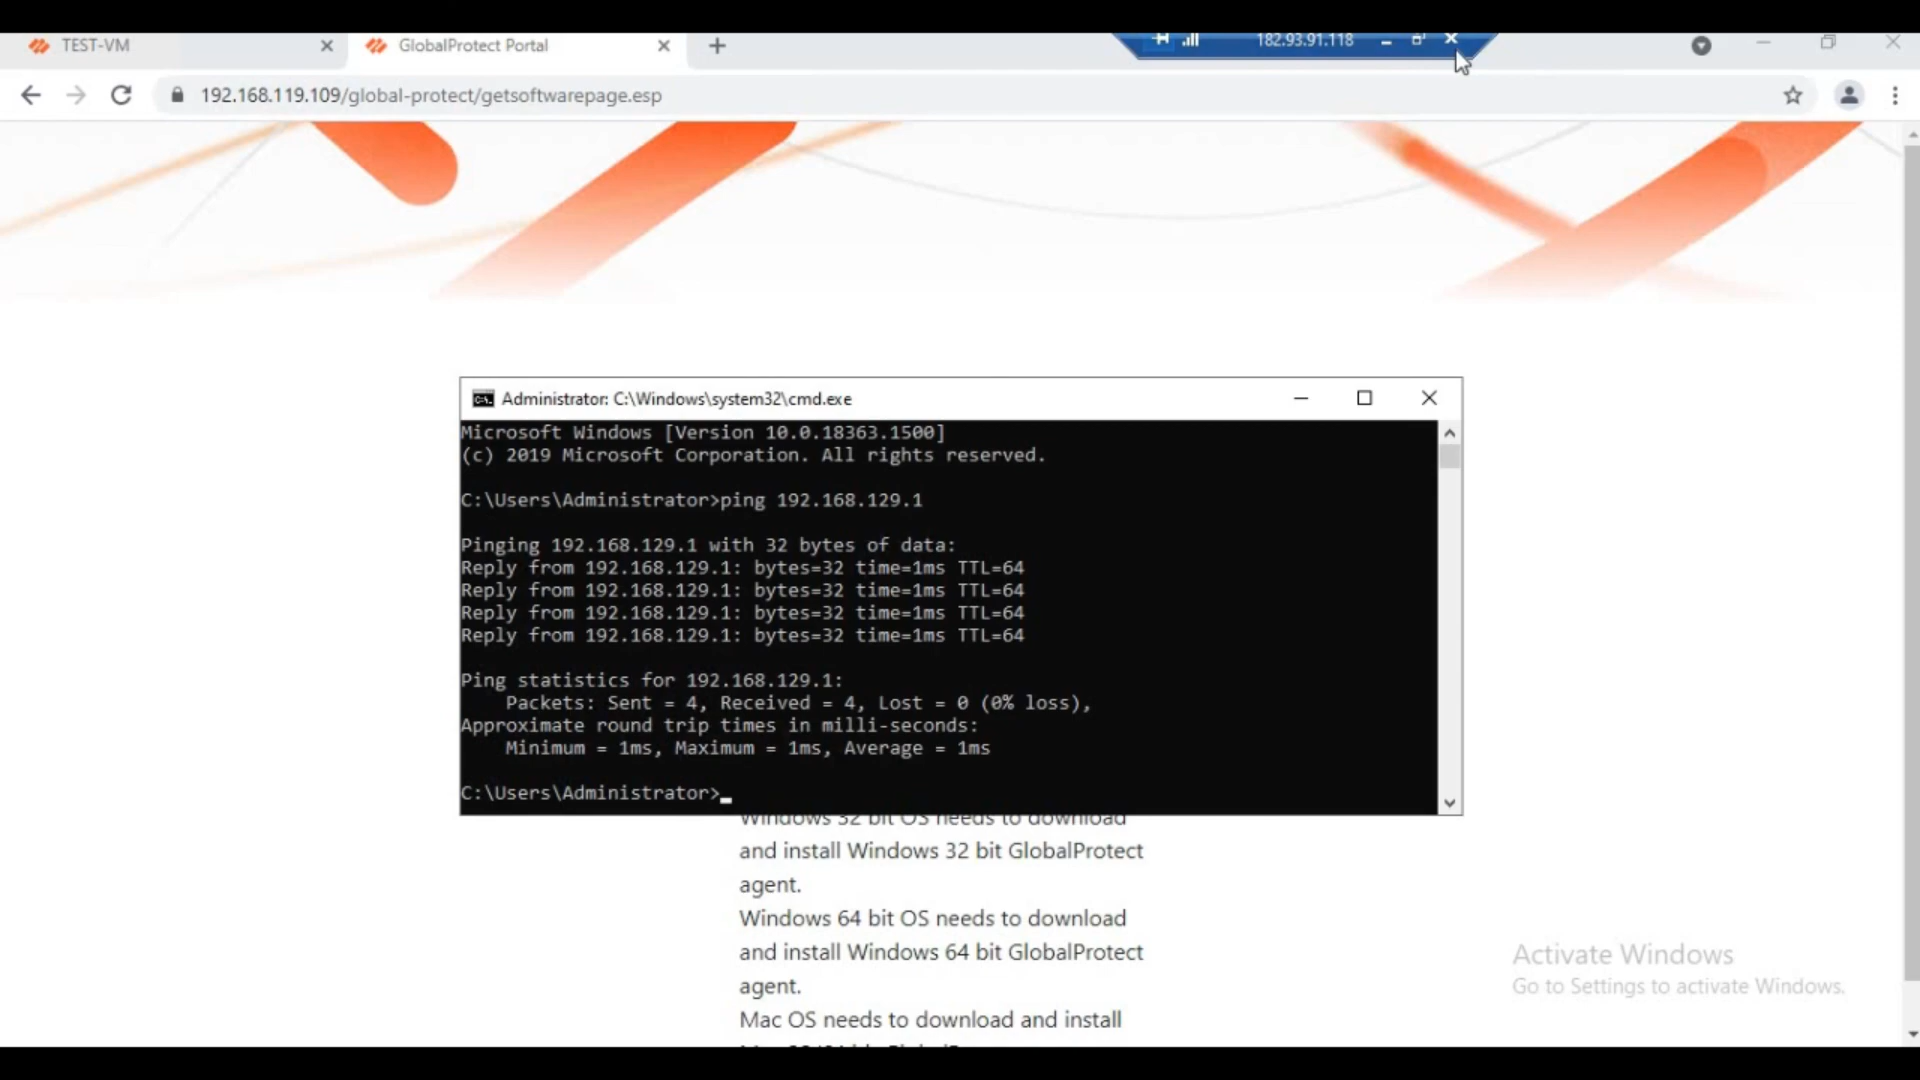 TEST-VM
GlobalProtect Portal
182.93.91.118
192.168.119.109/global-protect/getsoftwarepage.esp
Administrator: C:\Windows\system32\cmd.exe
Microsoft Windows [Version 10.0.18363.1500]
(c) 2019 Microsoft Corporation. All rights reserved.
C:\Users\Administrator>ping 192.168.129.1
Pinging 192.168.129.1 with 32 bytes of data:
Reply from 192.168.129.1: bytes=32 time=1ms TTL=64
Reply from 192.168.129.1: bytes=32 time=1ms TTL=64
Reply from 192.168.129.1: bytes=32 time=1ms TTL=64
Reply from 192.168.129.1: bytes=32 time=1ms TTL=64
Ping statistics for 192.168.129.1:
Packets: Sent = 4, Received = 4, Lost = 0 (0% loss),
Approximate round trip times in milli-seconds:
Minimum = 1ms, Maximum = 1ms, Average = 1ms
C:\Users\Administrator>_
Windows 32 bit OS needs to download
and install Windows 32 bit GlobalProtect
agent.
Windows 64 bit OS needs to download
and install Windows 64 bit GlobalProtect
agent.
Mac OS needs to download and install
Activate Windows
Go to Settings to activate Windows.